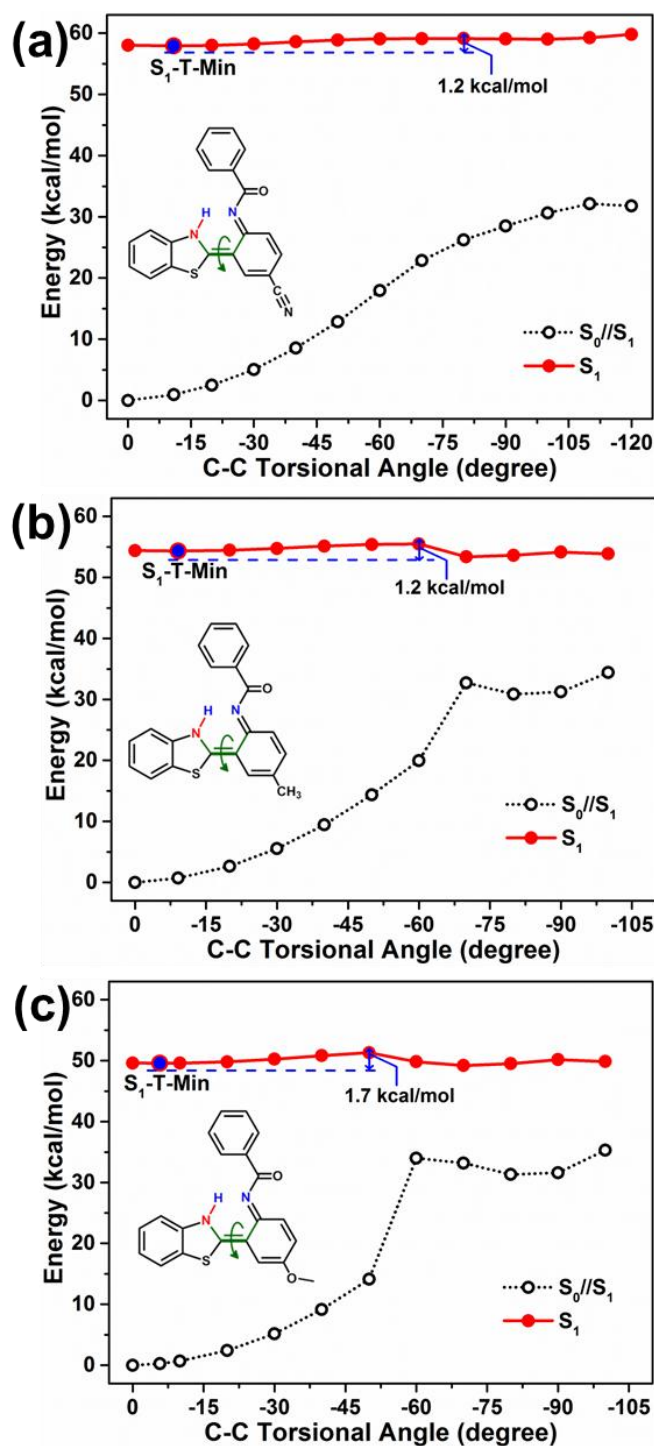 (a)
60
50
40
30
20
10
0
Energy (kcal/mol)
S1-T-Min
1.2 kcal/mol
O
N
H
N
S
C
N
S0//S1
S1
0 -15 -30 -45 -60 -75 -90 -105 -120
C-C Torsional Angle (degree)
(b)
60
50
40
30
20
10
0
Energy (kcal/mol)
S1-T-Min
1.2 kcal/mol
O
N
H
N
S
CH3
S0//S1
S1
0 -15 -30 -45 -60 -75 -90 -105
C-C Torsional Angle (degree)
(c)
60
50
40
30
20
10
0
Energy (kcal/mol)
S1-T-Min
1.7 kcal/mol
O
N
H
N
S
O
S0//S1
S1
0 -15 -30 -45 -60 -75 -90 -105
C-C Torsional Angle (degree)